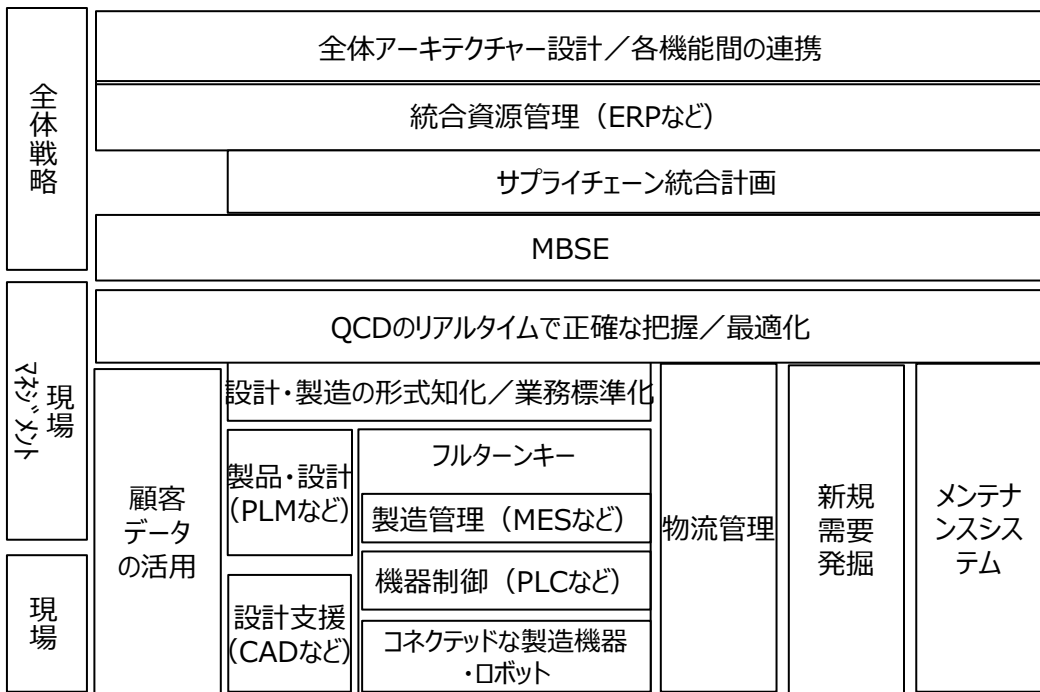 全体戦略
全体アーキテクチャー設計／各機能間の連携
統合資源管理（ERPなど）
サプライチェーン統合計画
MBSE
現場
マネジメント
QCDのリアルタイムで正確な把握／最適化
設計・製造の形式知化／業務標準化
顧客
データ
の活用
製品・設計
(PLMなど)
フルターンキー
製造管理（MESなど）
物流管理
新規
需要
発掘
メンテナ
ンスシス
テム
現場
設計支援
(CADなど)
機器制御（PLCなど）
コネクテッドな製造機器
・ロボット